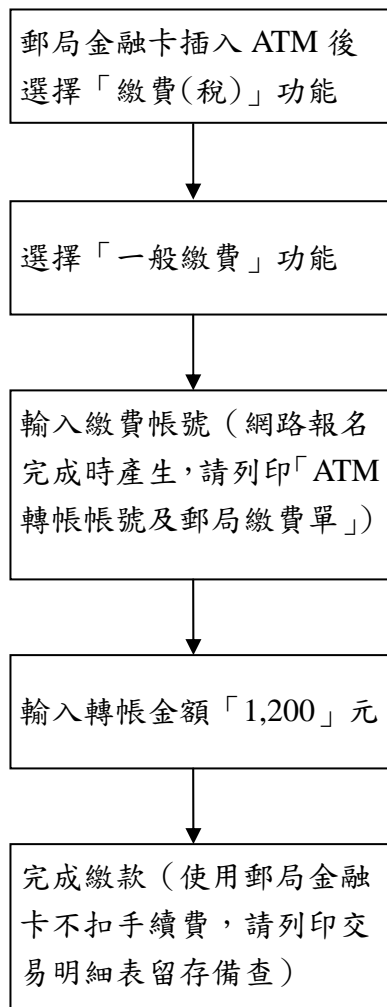 郵局金融卡插入 ATM 後
選擇「繳費(稅)」功能
選擇「一般繳費」功能
輸入繳費帳號（網路報名
完成時產生，請列印「ATM
轉帳帳號及郵局繳費單」）
輸入轉帳金額「1,200」元
完成繳款（使用郵局金融
卡不扣手續費，請列印交
易明細表留存備查）